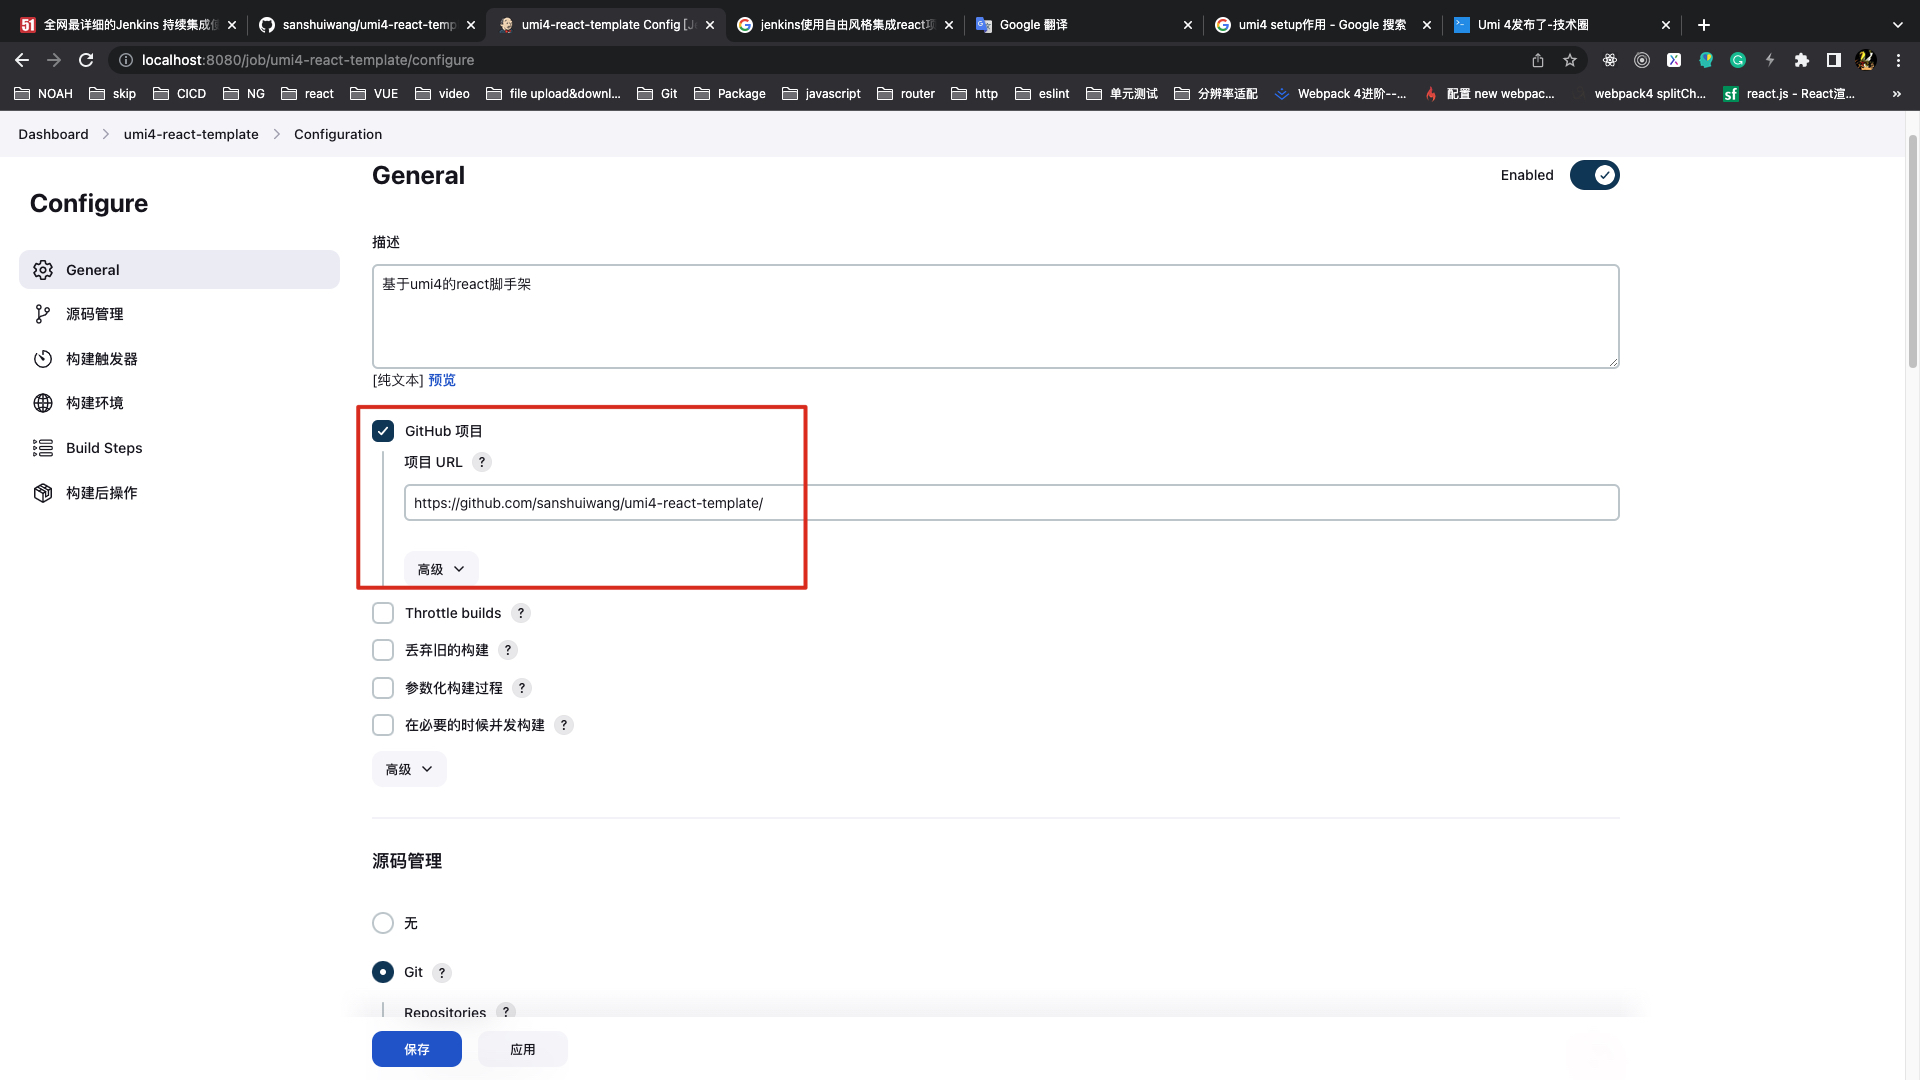 全网最详细的Jenkins 持续集成使
sanshuiwang/umi4-react-temp
umi4-react-template Config [Je
jenkins使用自由风格集成react项
Google 翻译
umi4 setup作用 - Google 搜索
Umi 4发布了-技术圈
localhost:8080/job/umi4-react-template/configure
NOAH
skip
CICD
NG
react
VUE
video
file upload&downl...
Git
Package
javascript
router
http
eslint
单元测试
分辨率适配
Webpack 4进阶--...
配置 new webpac...
webpack4 splitCh...
react.js - React渲...
Dashboard
umi4-react-template
Configuration
Configure
General
源码管理
构建触发器
构建环境
Build Steps
构建后操作
General
Enabled
描述
基于umi4的react脚手架
[纯文本] 预览
GitHub 项目
项目 URL ?
https://github.com/sanshuiwang/umi4-react-template/
高级
Throttle builds ?
丢弃旧的构建 ?
参数化构建过程 ?
在必要的时候并发构建 ?
高级
源码管理
无
Git ?
Repositories ?
保存
应用